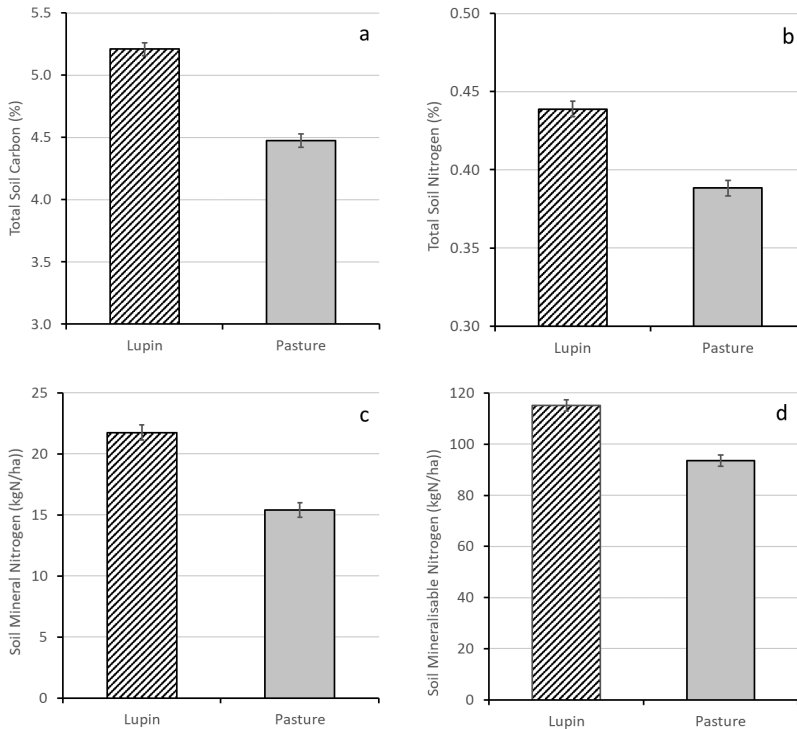 a
Total Soil Carbon (%)
5.5
5.0
4.5
4.0
3.5
3.0
Lupin Pasture
b
Total Soil Nitrogen (%)
0.50
0.45
0.40
0.35
0.30
Lupin Pasture
c
Soil Mineral Nitrogen (kgN/ha))
25
20
15
10
5
0
Lupin Pasture
d
Soil Mineralisable Nitrogen (kgN/ha))
120
100
80
60
40
20
0
Lupin Pasture